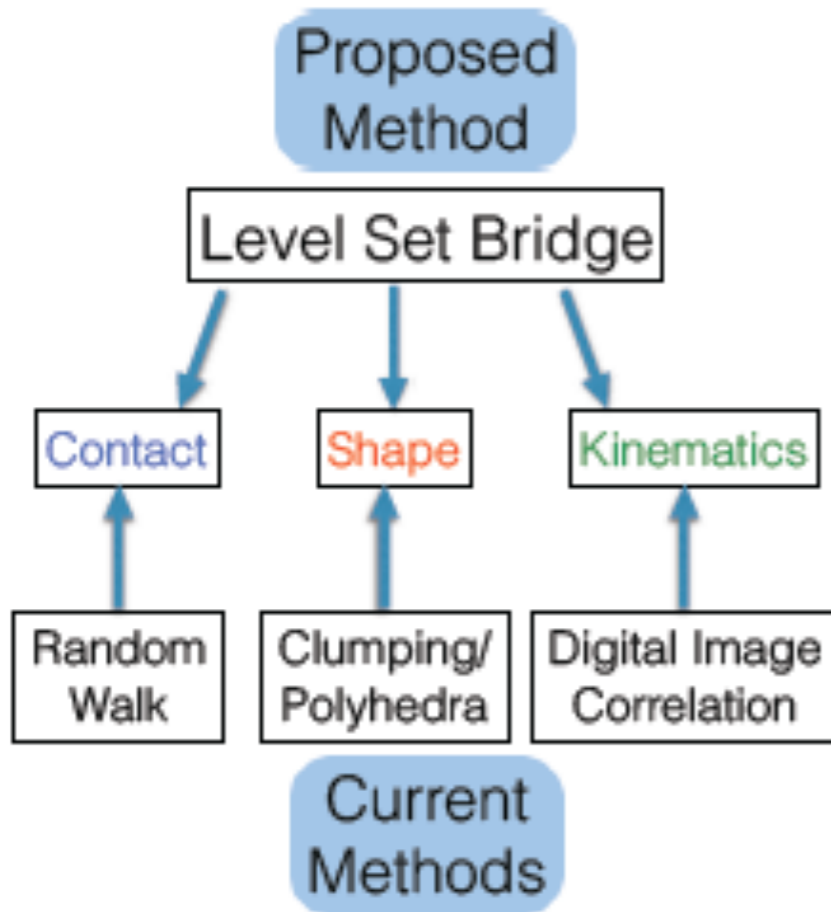 Proposed
Method
Level Set Bridge
Contact
Shape
Kinematics
Random
Walk
Clumping/
Polyhedra
Digital Image
Correlation
Current
Methods